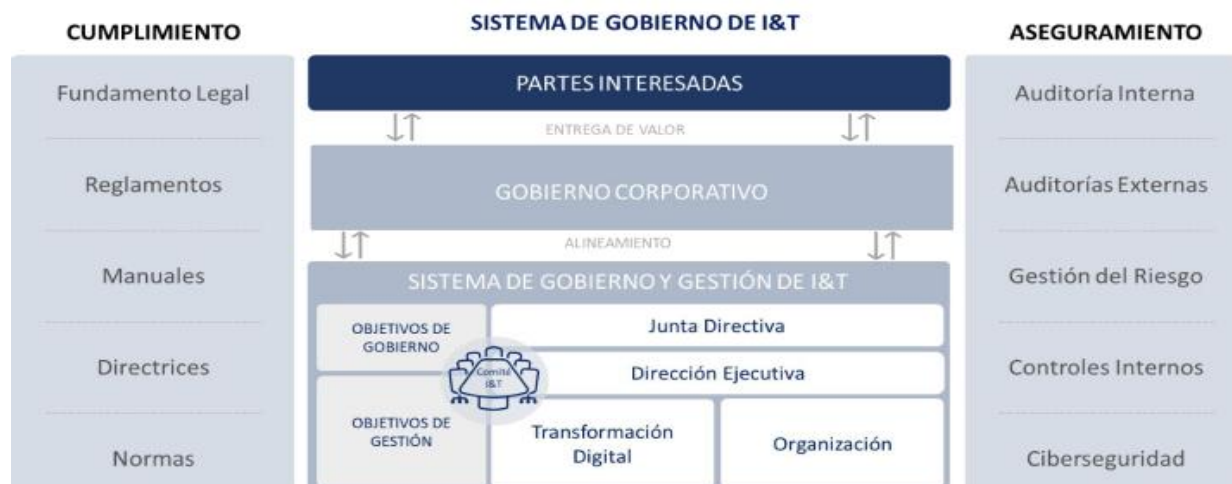 CUMPLIMIENTO
Fundamento Legal
Reglamentos
Manuales
Directrices
Normas
SISTEMA DE GOBIERNO DE I&T
PARTES INTERESADAS
ENTREGA DE VALOR
GOBIERNO CORPORATIVO
ALINEAMIENTO
SISTEMA DE GOBIERNO Y GESTIÓN DE I&T
OBJETIVOS DE
GOBIERNO
Comité
I&T
OBJETIVOS DE
GESTIÓN
Junta Directiva
Dirección Ejecutiva
Transformación
Digital
Organización
ASEGURAMIENTO
Auditoría Interna
Auditorías Externas
Gestión del Riesgo
Controles Internos
Ciberseguridad